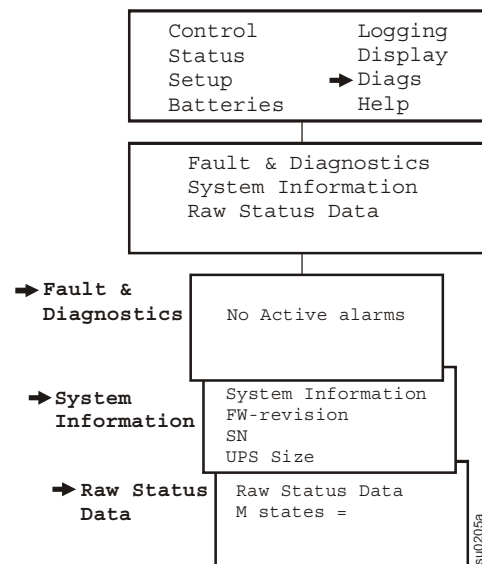 Control Logging
Status Display
Setup Diags
Batteries Help
Fault & Diagnostics
System Information
Raw Status Data
Fault &
Diagnostics
No Active alarms
System
Information
System Information
FW-revision
SN
UPS Size
Raw Status
Data
Raw Status Data
M states =
su0205a